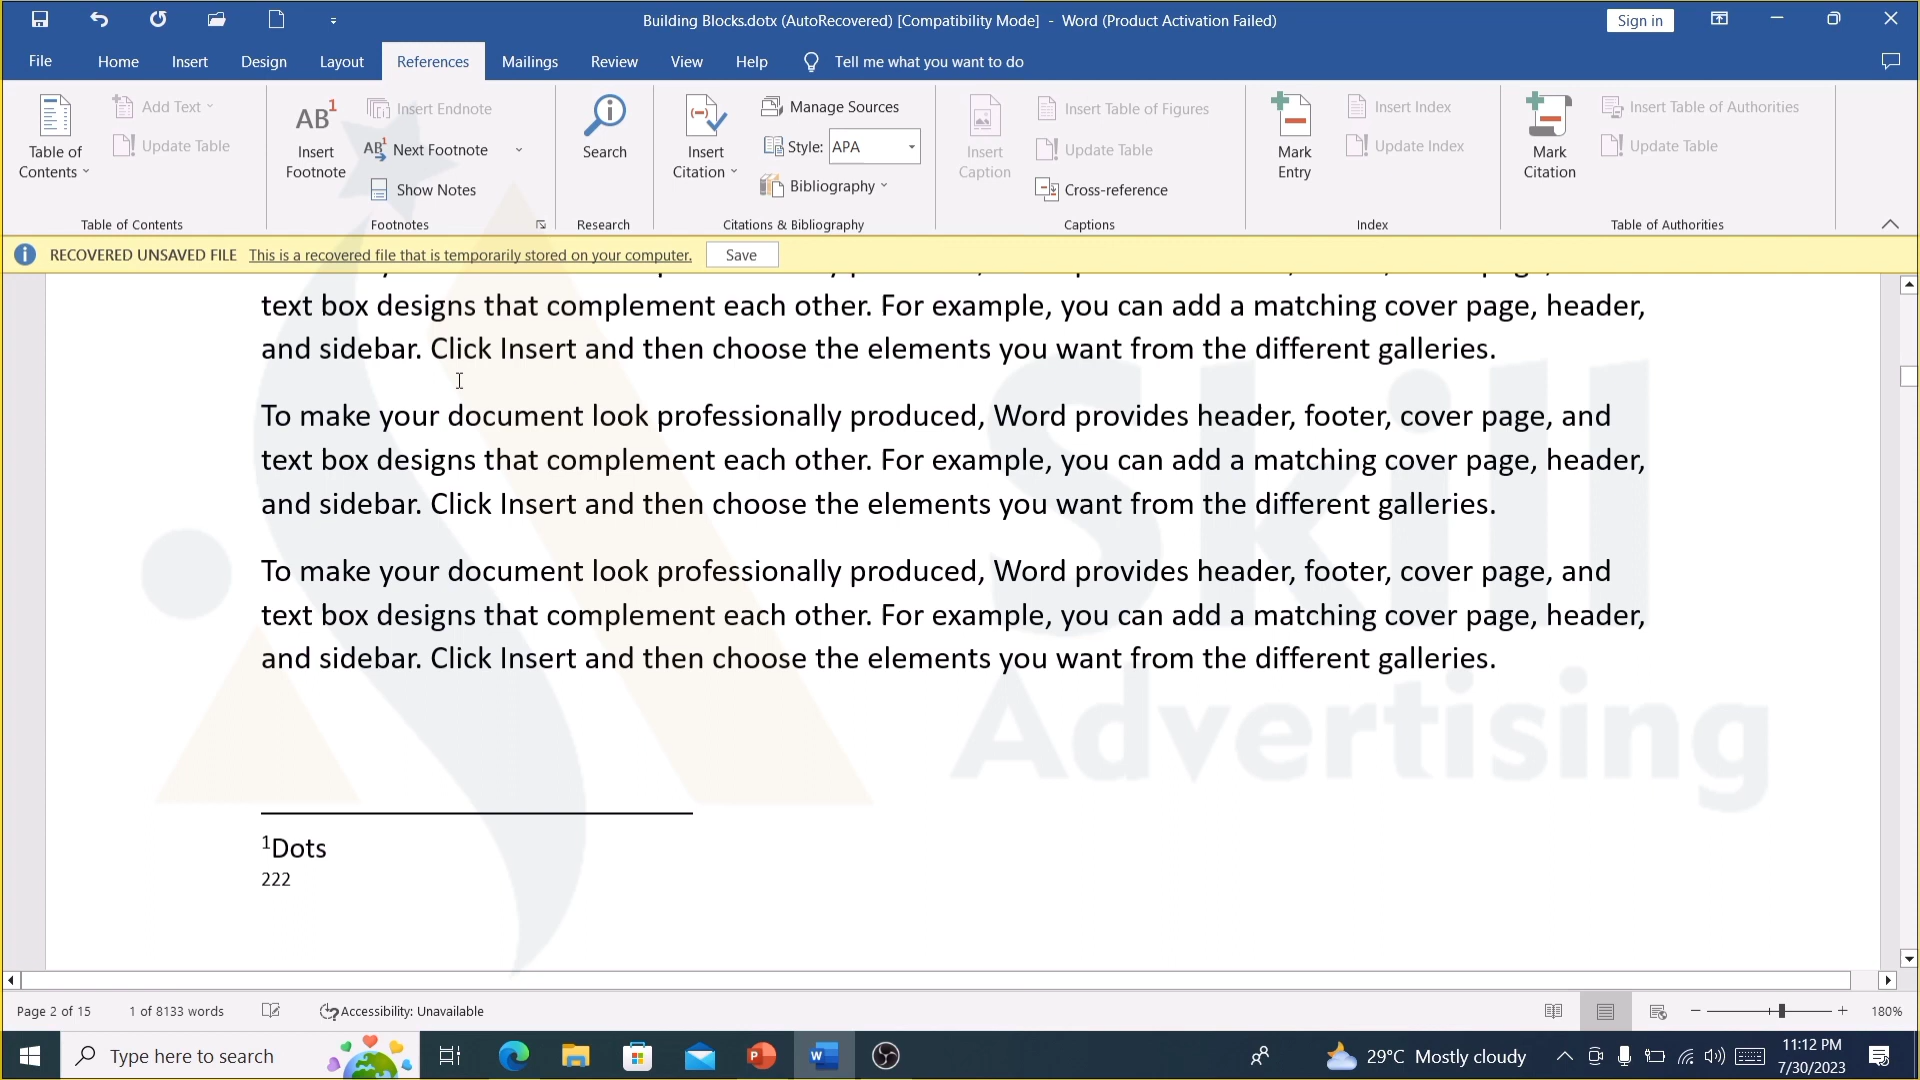 Building Blocks.dotx (AutoRecovered) [Compatibility Mode] - Word (Product Activation Failed)
Sign in
File Home Insert Design Layout References Mailings Review View Help Tell me what you want to do
Table of Contents
Add Text
Update Table
Table of Contents
AB1 Insert Footnote
Insert Endnote
AB1 Next Footnote
Show Notes
Footnotes
Search
Research
Insert Citation
Manage Sources
Style: APA
Bibliography
Citations & Bibliography
Insert Caption
Insert Table of Figures
Update Table
Cross-reference
Captions
Mark Entry
Insert Index
Update Index
Index
Mark Citation
Insert Table of Authorities
Update Table
Table of Authorities
RECOVERED UNSAVED FILE This is a recovered file that is temporarily stored on your computer. Save
text box designs that complement each other. For example, you can add a matching cover page, header,
and sidebar. Click Insert and then choose the elements you want from the different galleries.
To make your document look professionally produced, Word provides header, footer, cover page, and
text box designs that complement each other. For example, you can add a matching cover page, header,
and sidebar. Click Insert and then choose the elements you want from the different galleries.
To make your document look professionally produced, Word provides header, footer, cover page, and
text box designs that complement each other. For example, you can add a matching cover page, header,
and sidebar. Click Insert and then choose the elements you want from the different galleries.
Skill
Advertising
1Dots
222
Page 2 of 15 1 of 8133 words Accessibility: Unavailable 180%
Type here to search
29°C Mostly cloudy
11:12 PM
7/30/2023